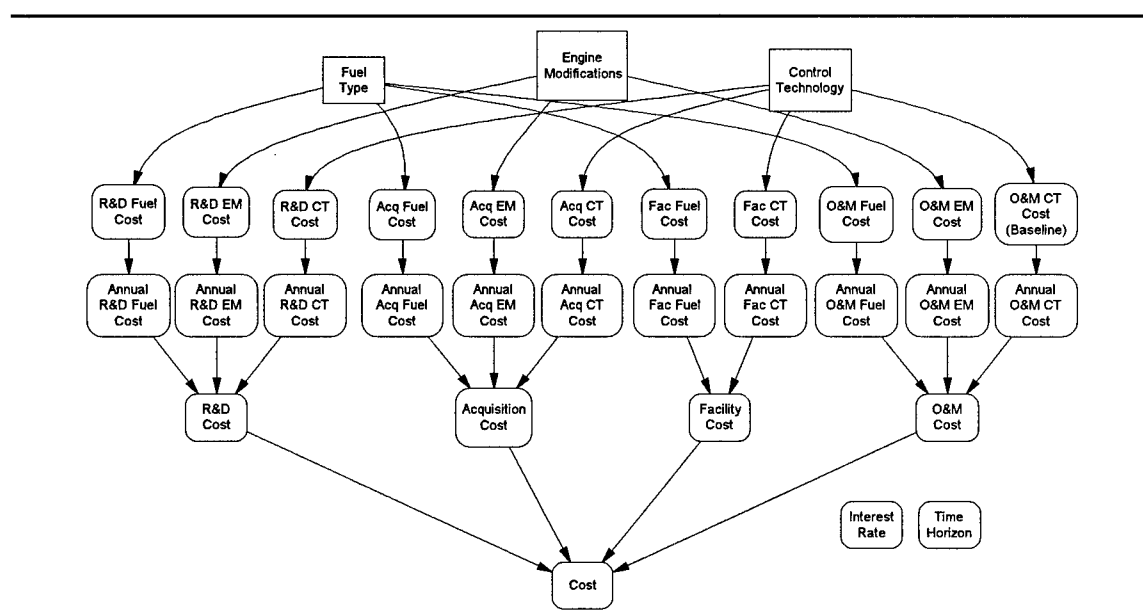 Fuel
Type
Engine
Modifications
Control
Technology
R&D Fuel
Cost
R&D EM
Cost
R&D CT
Cost
Acq Fuel
Cost
Acq EM
Cost
Acq CT
Cost
Fac Fuel
Cost
Fac CT
Cost
O&M Fuel
Cost
O&M EM
Cost
O&M CT
Cost
(Baseline)
Annual
R&D Fuel
Cost
Annual
R&D EM
Cost
Annual
R&D CT
Cost
Annual
Acq Fuel
Cost
Annual
Acq EM
Cost
Annual
Acq CT
Cost
Annual
Fac Fuel
Cost
Annual
Fac CT
Cost
Annual
O&M Fuel
Cost
Annual
O&M EM
Cost
Annual
O&M CT
Cost
R&D
Cost
Acquisition
Cost
Facility
Cost
O&M
Cost
Interest
Rate
Time
Horizon
Cost